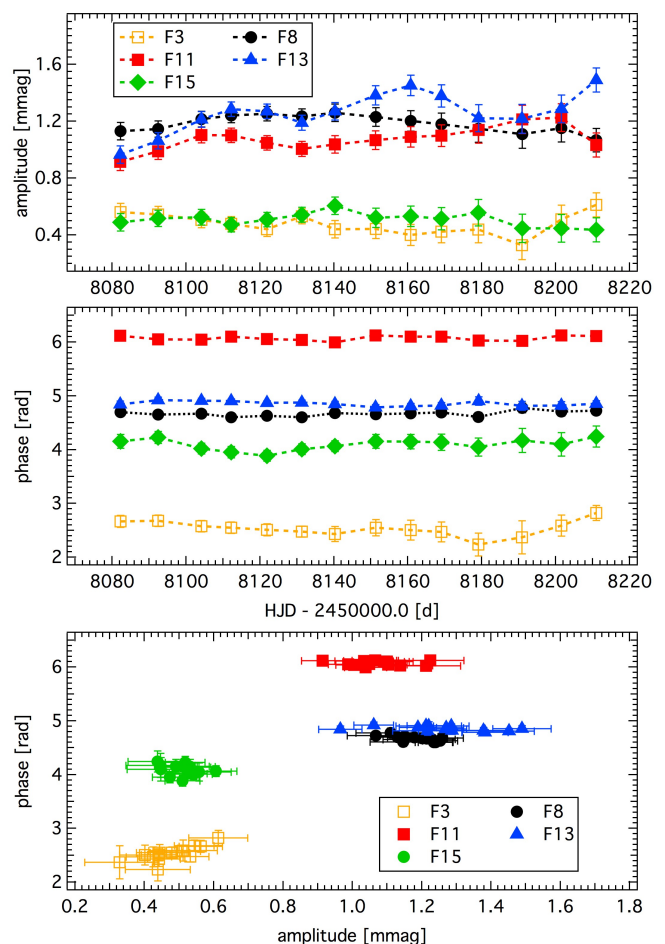 F3 F8
F11 F13
F15
amplitude [mmag]
1.6
1.2
0.8
0.4
8080 8100 8120 8140 8160 8180 8200 8220
phase [rad]
6
5
4
3
2
8080 8100 8120 8140 8160 8180 8200 8220
HJD - 2450000.0 [d]
phase [rad]
6
5
4
3
2
F3 F8
F11 F13
F15
0.2 0.4 0.6 0.8 1.0 1.2 1.4 1.6 1.8
amplitude [mmag]